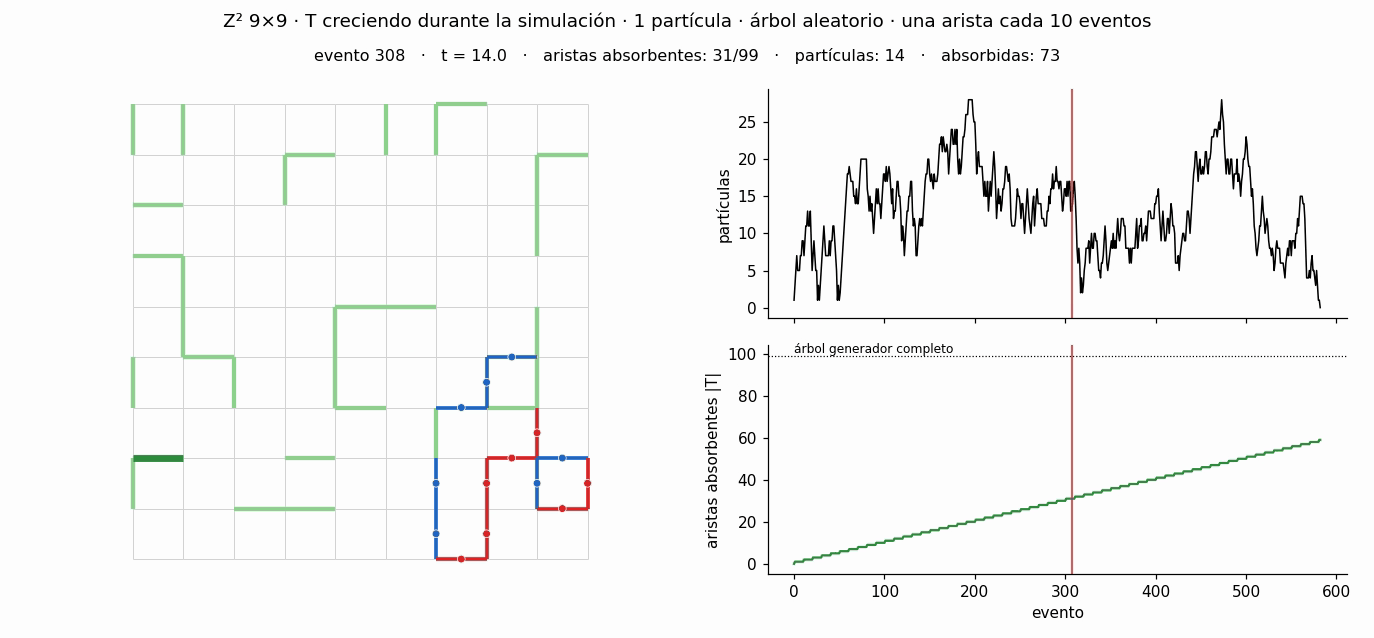 Z² 9×9 · T creciendo durante la simulación · 1 partícula · árbol aleatorio · una arista cada 10 eventos
evento 308 · t = 14.0 · aristas absorbentes: 31/99 · partículas: 14 · absorbidas: 73
partículas
25
20
15
10
5
0
aristas absorbentes |T|
árbol generador completo
100
80
60
40
20
0
0 100 200 300 400 500 600
evento